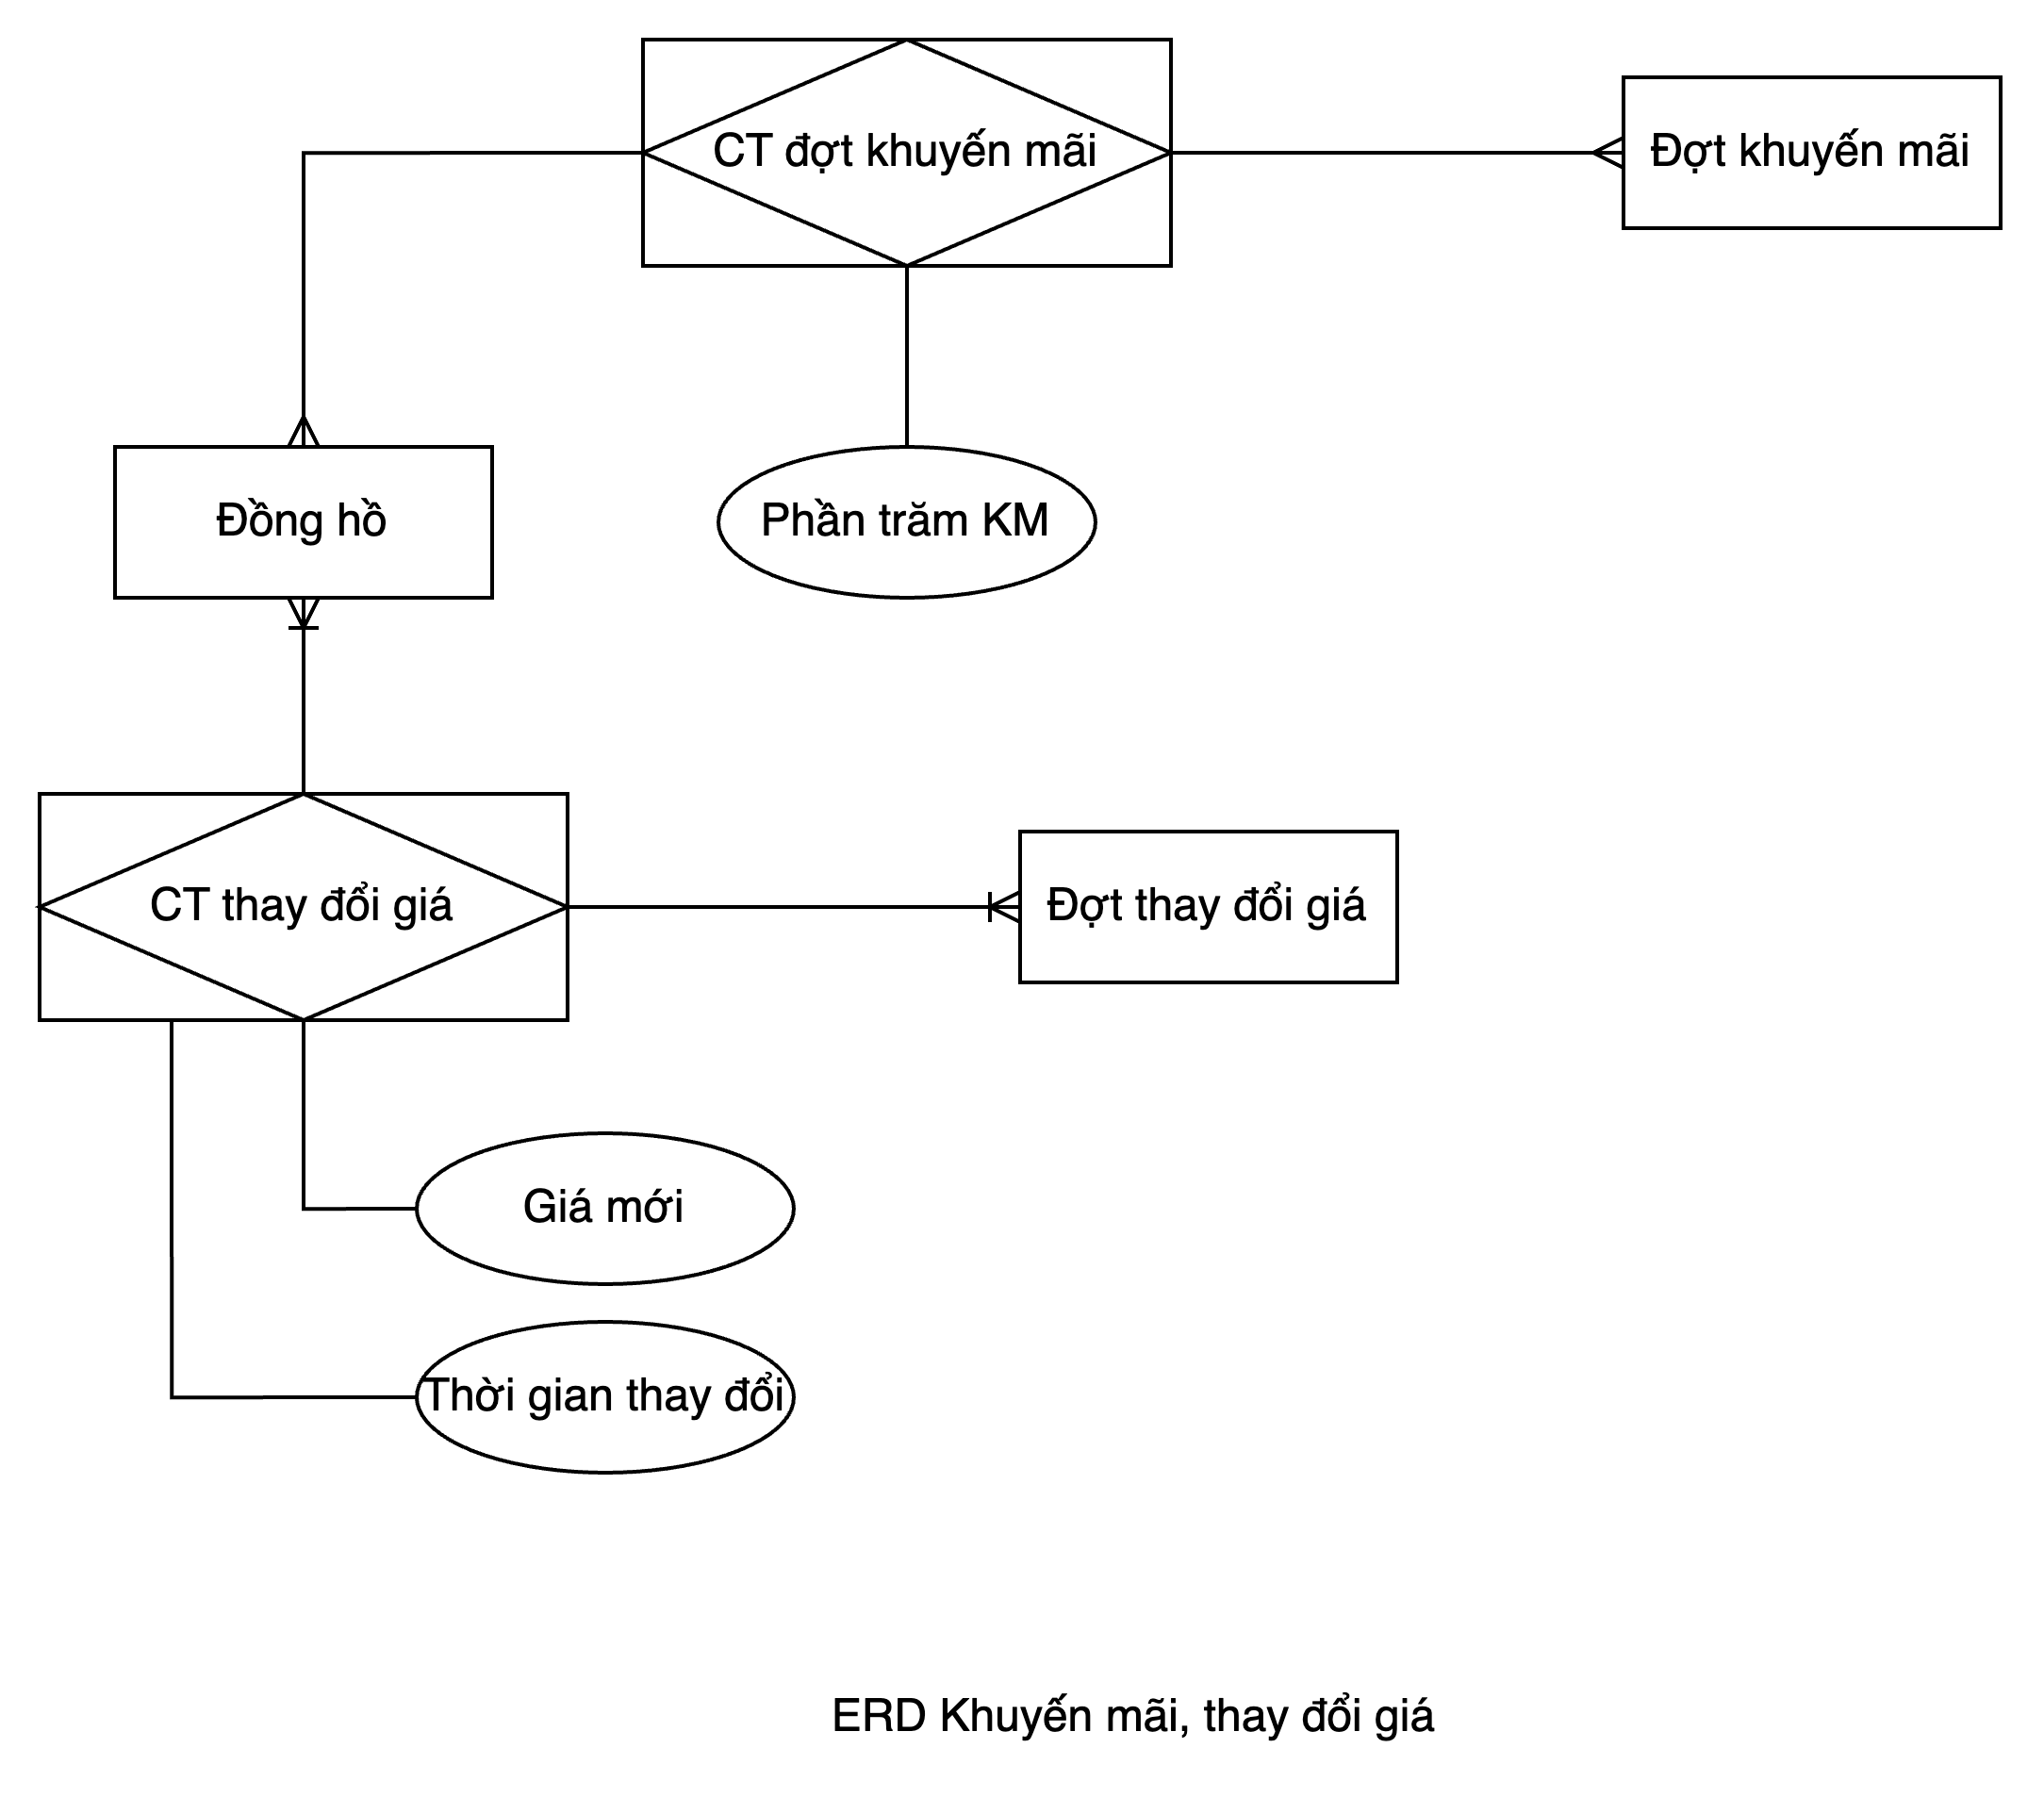 CT đợt khuyến mãi
Đợt khuyến mãi
Đồng hồ
Phần trăm KM
CT thay đổi giá
Đợt thay đổi giá
Giá mới
Thời gian thay đổi
ERD Khuyến mãi, thay đổi giá